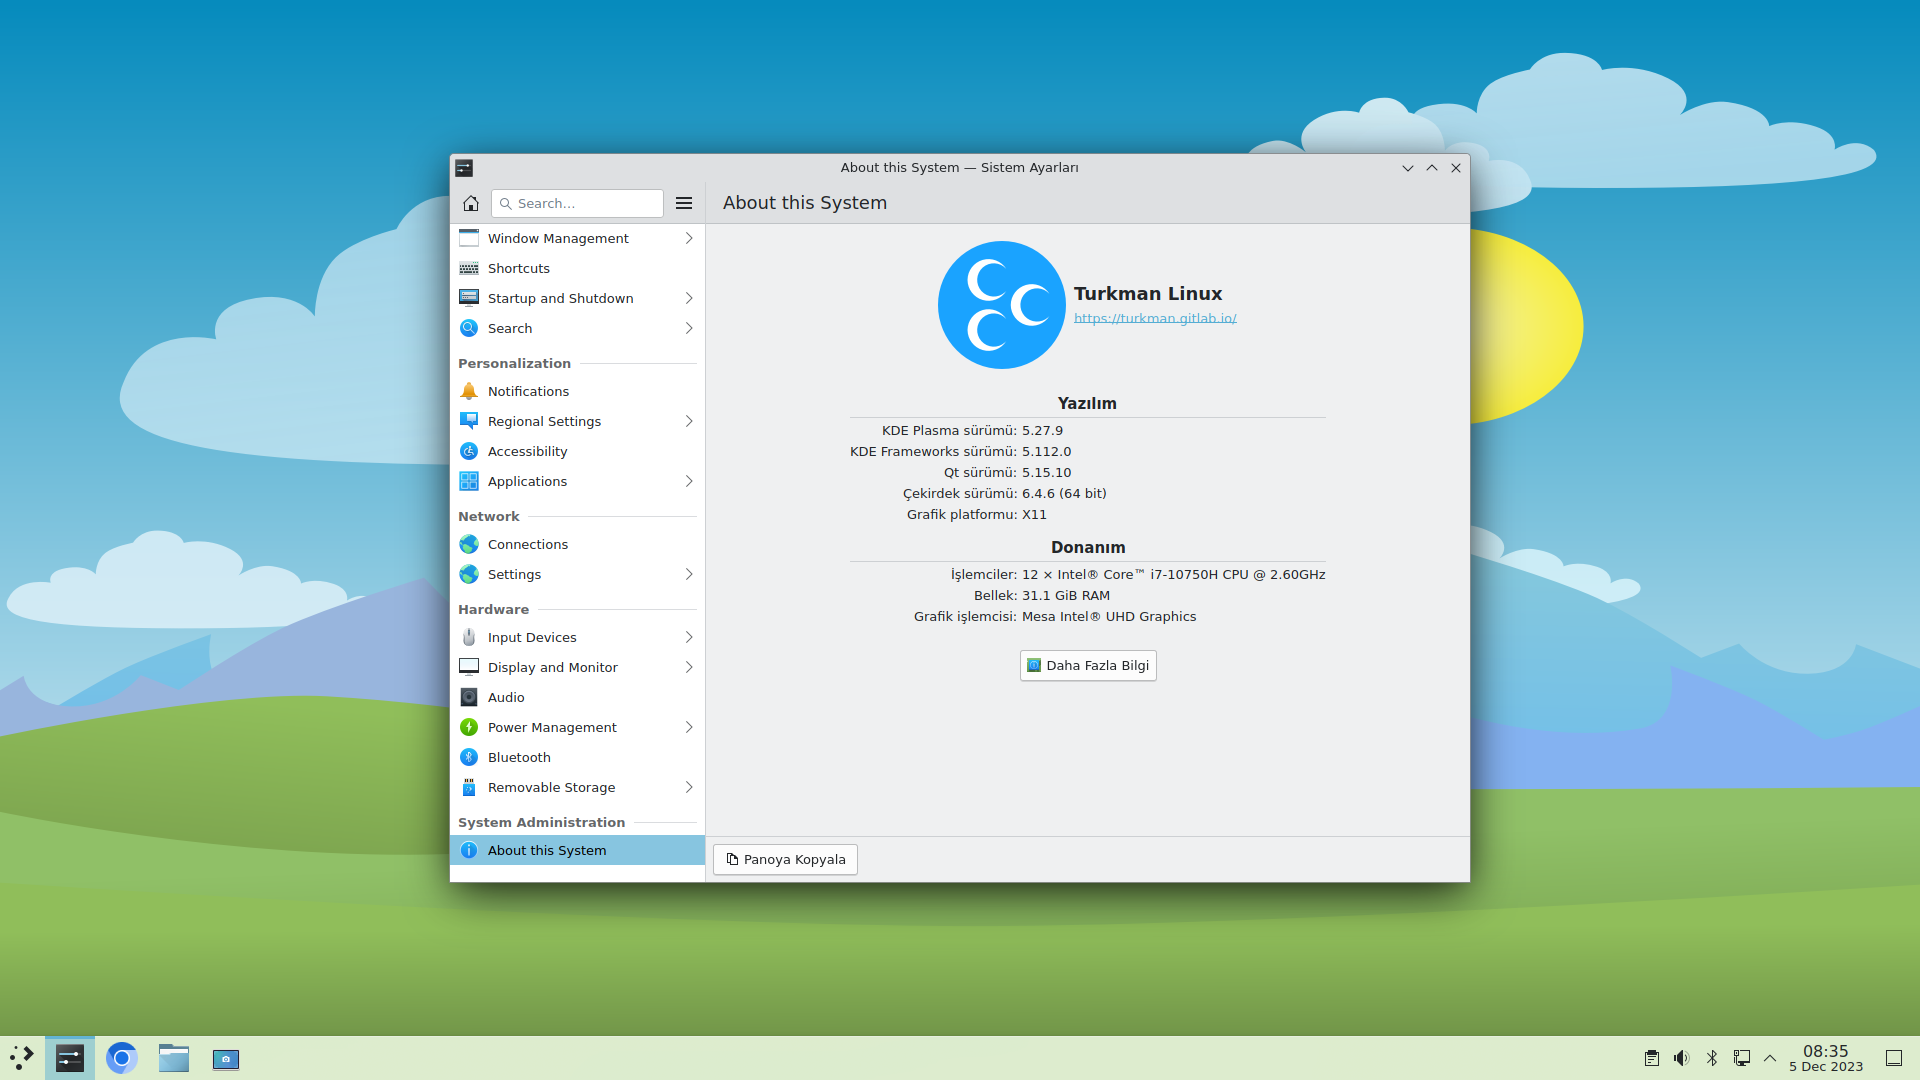 About this System — Sistem Ayarları
Search...
About this System
Window Management
Shortcuts
Startup and Shutdown
Search
Personalization
Notifications
Regional Settings
Accessibility
Applications
Network
Connections
Settings
Hardware
Input Devices
Display and Monitor
Audio
Power Management
Bluetooth
Removable Storage
System Administration
About this System
Turkman Linux
https://turkman.gitlab.io/
Yazılım
KDE Plasma sürümü: 5.27.9
KDE Frameworks sürümü: 5.112.0
Qt sürümü: 5.15.10
Çekirdek sürümü: 6.4.6 (64 bit)
Grafik platformu: X11
Donanım
İşlemciler: 12 × Intel® Core™ i7-10750H CPU @ 2.60GHz
Bellek: 31.1 GiB RAM
Grafik işlemcisi: Mesa Intel® UHD Graphics
Daha Fazla Bilgi
Panoya Kopyala
08:35
5 Dec 2023